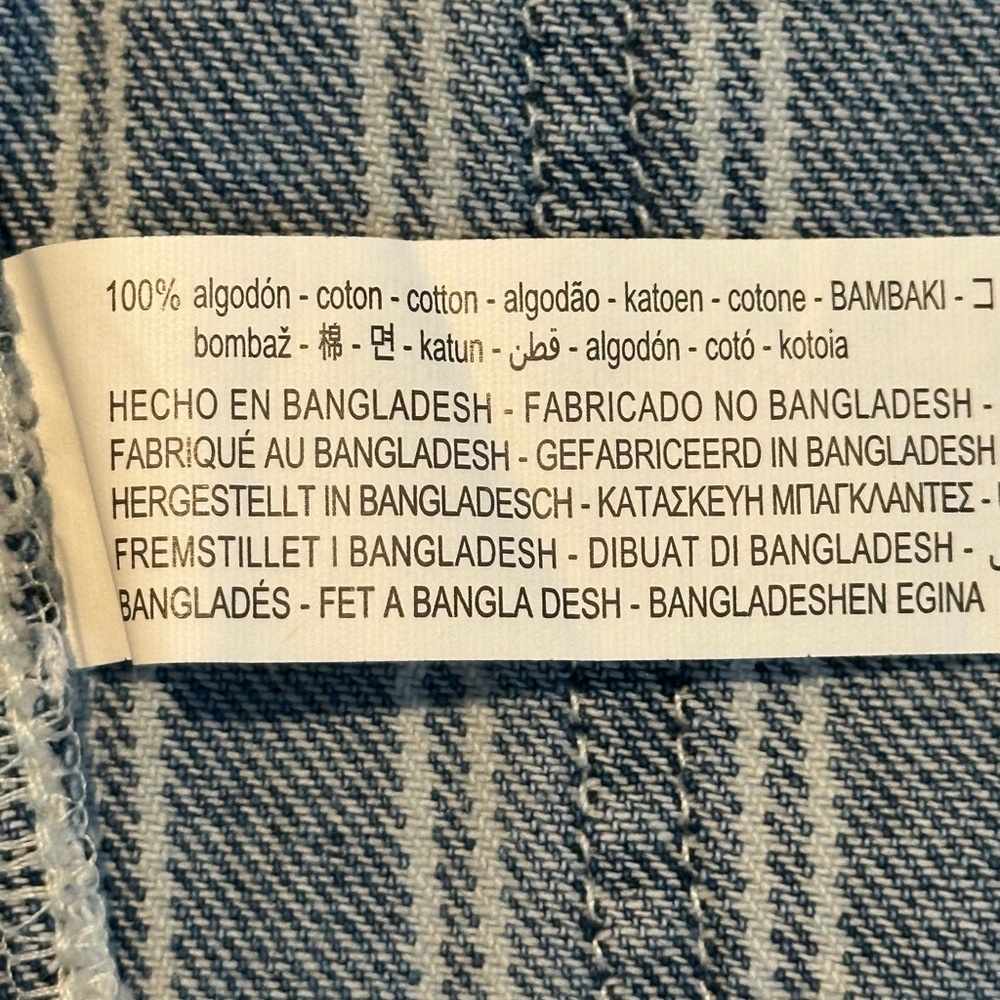 100% algodón - coton - cotton - algodão - katoen - cotone - BAMBAKI - コ
bombaž - 棉 - 면 - katun - قطن - algodón - cotó - kotoia
HECHO EN BANGLADESH - FABRICADO NO BANGLADESH -
FABRIQUÉ AU BANGLADESH - GEFABRICEERD IN BANGLADESH
HERGESTELLT IN BANGLADESCH - ΚΑΤΑΣΚΕΥΗ ΜΠΑΓΚΛΑΝΤΕΣ -
FREMSTILLET I BANGLADESH - DIBUAT DI BANGLADESH -
BANGLADÉS - FET A BANGLA DESH - BANGLADESHEN EGINA